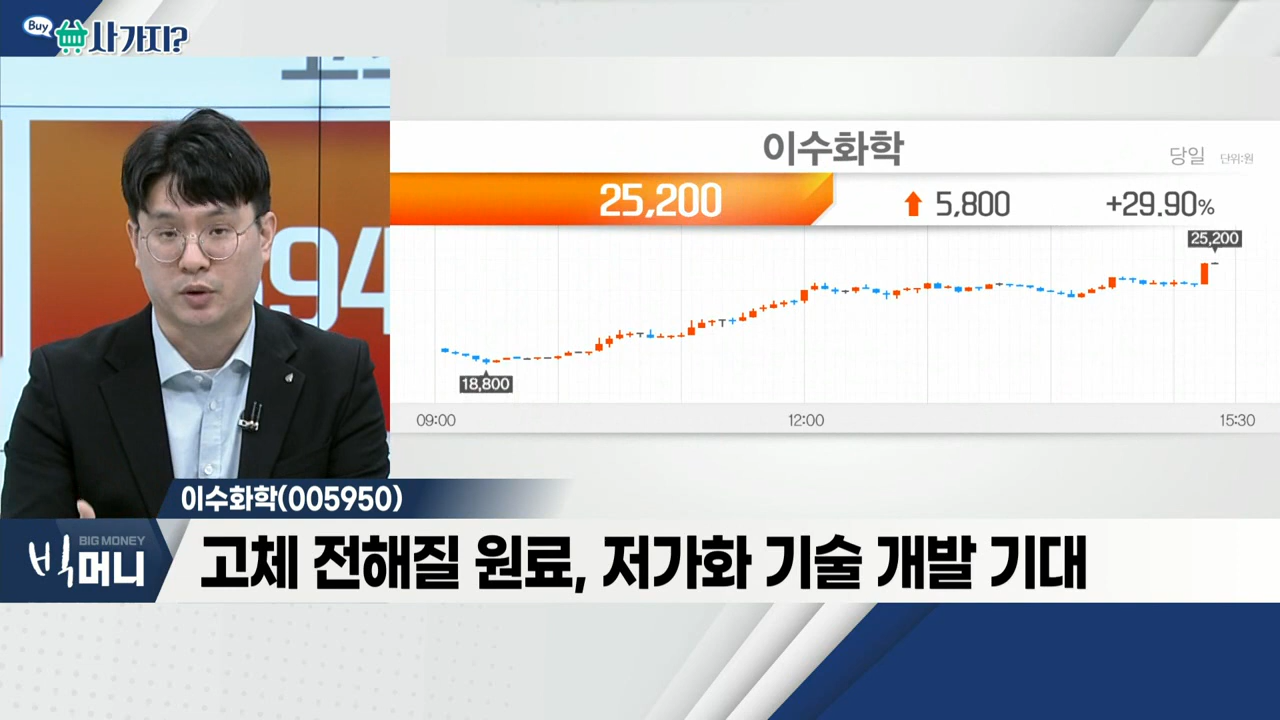 Buy
사가지?
94
이수화학
당일 단위:원
25,200
5,800
+29.90%
25,200
18,800
09:00
12:00
15:30
이수화학(005950)
BIG MONEY
빅머니
고체 전해질 원료, 저가화 기술 개발 기대